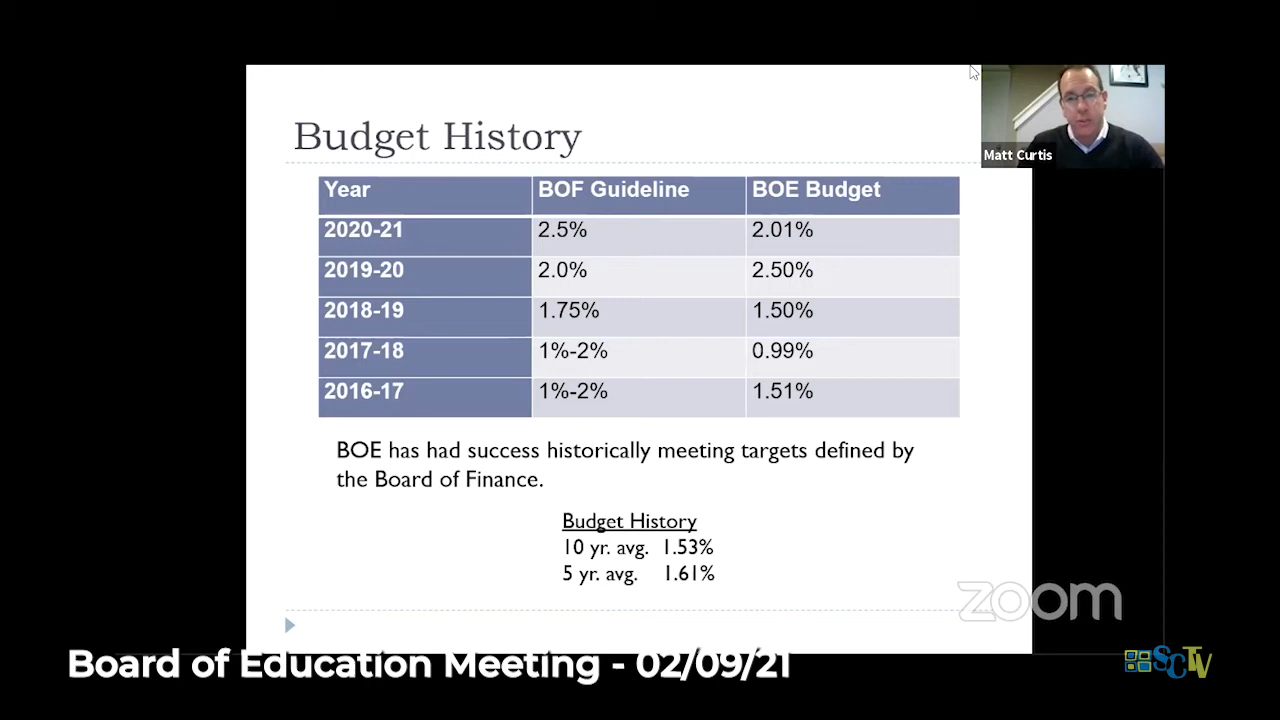 Budget History
Matt Curtis
Year BOF Guideline BOE Budget
2020-21 2.5% 2.01%
2019-20 2.0% 2.50%
2018-19 1.75% 1.50%
2017-18 1%-2% 0.99%
2016-17 1%-2% 1.51%
BOE has had success historically meeting targets defined by
the Board of Finance.
Budget History
10 yr. avg. 1.53%
5 yr. avg. 1.61%
zoom
Board of Education Meeting - 02/09/21
SCTV